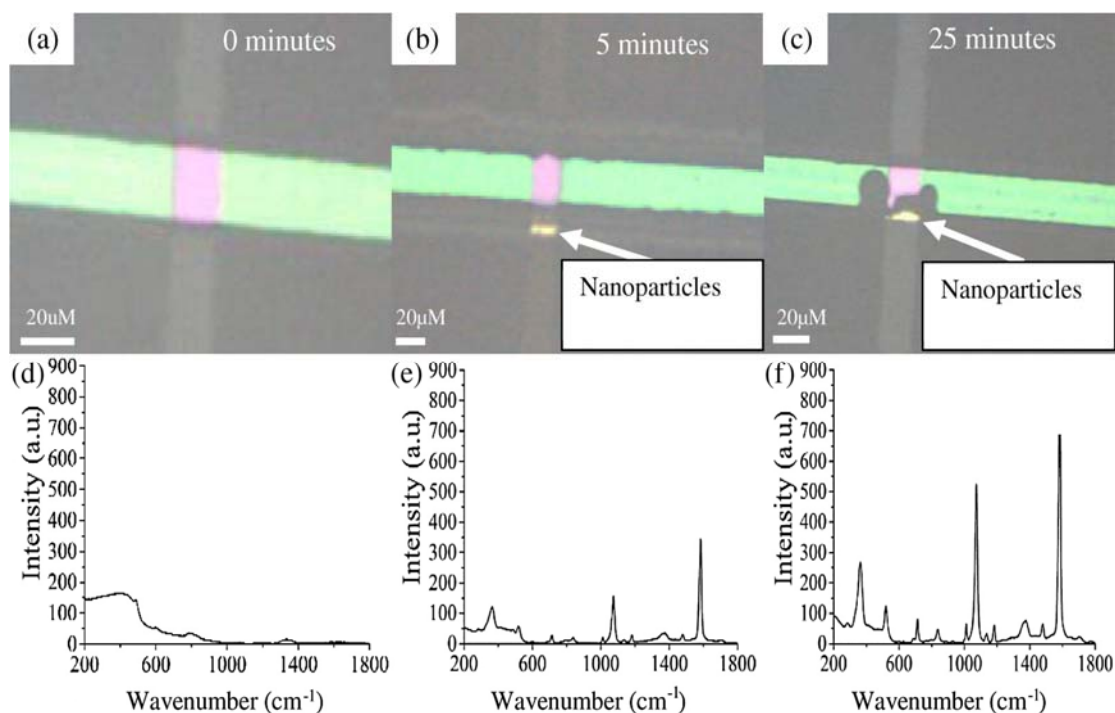 (a)
0 minutes
(b)
5 minutes
(c)
25 minutes
Nanoparticles
Nanoparticles
20uM
20μM
20μM
(d)
900
800
700
600
500
400
300
200
100
0
Intensity (a.u.)
200 600 1000 1400 1800
Wavenumber (cm⁻¹)
(e)
900
800
700
600
500
400
300
200
100
0
Intensity (a.u.)
200 600 1000 1400 1800
Wavenumber (cm⁻¹)
(f)
900
800
700
600
500
400
300
200
100
0
Intensity (a.u.)
200 600 1000 1400 1800
Wavenumber (cm⁻¹)